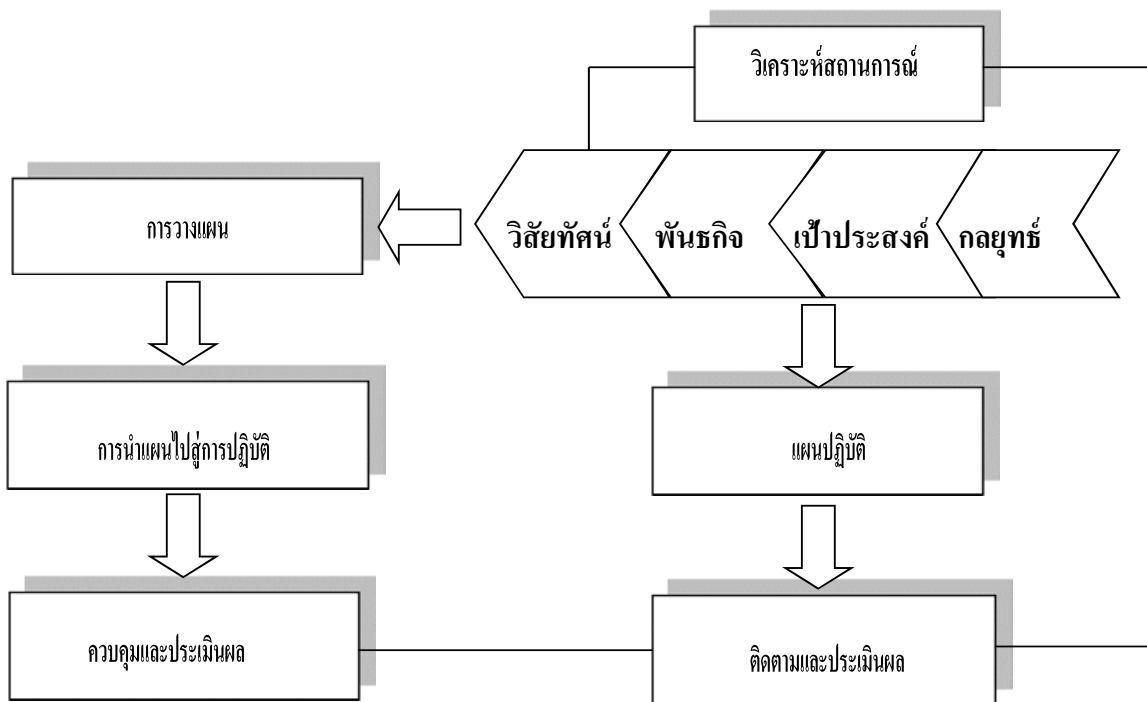 วิเคราะห์สถานการณ์
การวางแผน
วิสัยทัศน์ พันธกิจ เป้าประสงค์ กลยุทธ์
การนำแผนไปสู่การปฏิบัติ
แผนปฏิบัติ
ควบคุมและประเมินผล
ติดตามและประเมินผล